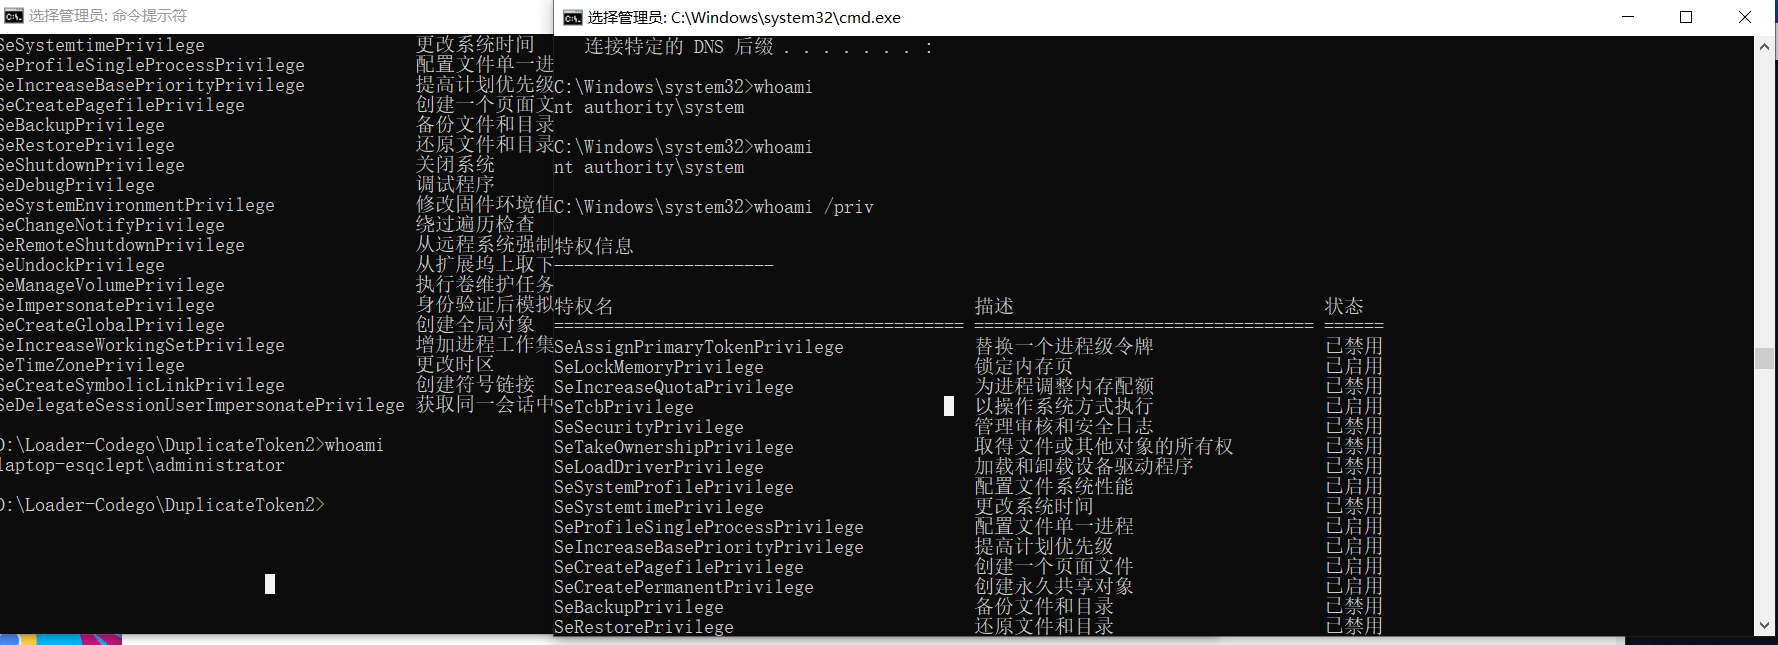 选择管理员: 命令提示符
SeSystemtimePrivilege 更改系统时间
SeProfileSingleProcessPrivilege 配置文件单一进
SeIncreaseBasePriorityPrivilege 提高计划优先级
SeCreatePagefilePrivilege 创建一个页面文
SeBackupPrivilege 备份文件和目录
SeRestorePrivilege 还原文件和目录
SeShutdownPrivilege 关闭系统
SeDebugPrivilege 调试程序
SeSystemEnvironmentPrivilege 修改固件环境值
SeChangeNotifyPrivilege 绕过遍历检查
SeRemoteShutdownPrivilege 从远程系统强制
SeUndockPrivilege 从扩展坞上取下
SeManageVolumePrivilege 执行卷维护任务
SeImpersonatePrivilege 身份验证后模拟
SeCreateGlobalPrivilege 创建全局对象
SeIncreaseWorkingSetPrivilege 增加进程工作集
SeTimeZonePrivilege 更改时区
SeCreateSymbolicLinkPrivilege 创建符号链接
SeDelegateSessionUserImpersonatePrivilege 获取同一会话中
D:\Loader-Codego\DuplicateToken2>whoami
laptop-esqclept\administrator
D:\Loader-Codego\DuplicateToken2>
选择管理员: C:\Windows\system32\cmd.exe
连接特定的 DNS 后缀 . . . . . . . :
C:\Windows\system32>whoami
nt authority\system
C:\Windows\system32>whoami
nt authority\system
C:\Windows\system32>whoami /priv
特权信息
----------------------
特权名 描述 状态
========================================= ================================== ======
SeAssignPrimaryTokenPrivilege 替换一个进程级令牌 已禁用
SeLockMemoryPrivilege 锁定内存页 已启用
SeIncreaseQuotaPrivilege 为进程调整内存配额 已禁用
SeTcbPrivilege 以操作系统方式执行 已启用
SeSecurityPrivilege 管理审核和安全日志 已禁用
SeTakeOwnershipPrivilege 取得文件或其他对象的所有权 已禁用
SeLoadDriverPrivilege 加载和卸载设备驱动程序 已禁用
SeSystemProfilePrivilege 配置文件系统性能 已启用
SeSystemtimePrivilege 更改系统时间 已禁用
SeProfileSingleProcessPrivilege 配置文件单一进程 已启用
SeIncreaseBasePriorityPrivilege 提高计划优先级 已启用
SeCreatePagefilePrivilege 创建一个页面文件 已启用
SeCreatePermanentPrivilege 创建永久共享对象 已启用
SeBackupPrivilege 备份文件和目录 已禁用
SeRestorePrivilege 还原文件和目录 已禁用